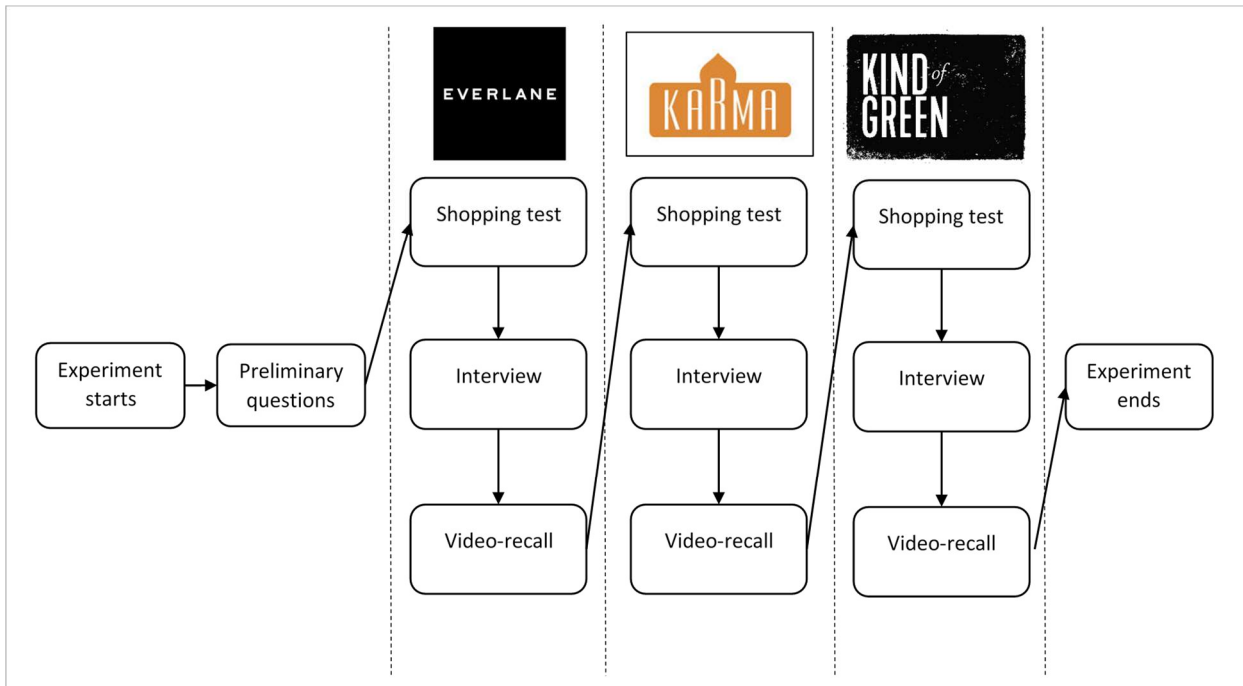 EVERLANE
KARMA
KIND of
GREEN
Experiment
starts
Preliminary
questions
Shopping test
Interview
Video-recall
Shopping test
Interview
Video-recall
Shopping test
Interview
Video-recall
Experiment
ends